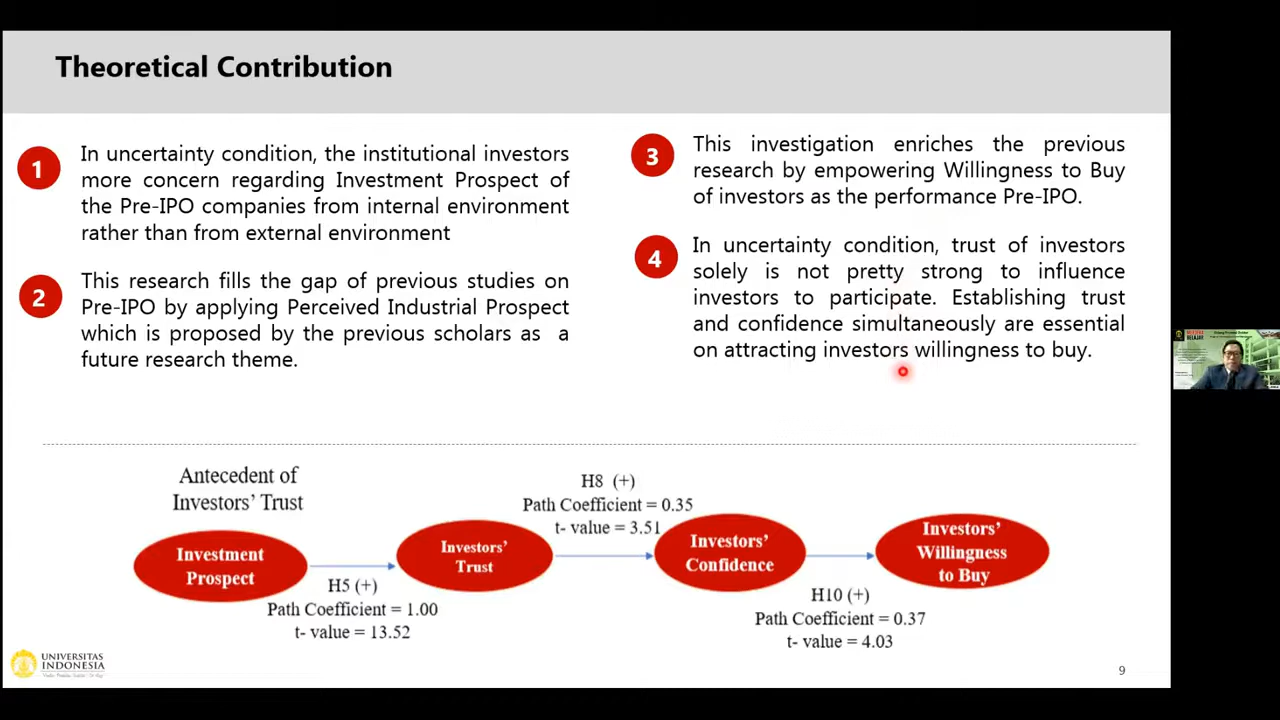 Theoretical Contribution
1
In uncertainty condition, the institutional investors
more concern regarding Investment Prospect of
the Pre-IPO companies from internal environment
rather than from external environment
2
This research fills the gap of previous studies on
Pre-IPO by applying Perceived Industrial Prospect
which is proposed by the previous scholars as a
future research theme.
3
This investigation enriches the previous
research by empowering Willingness to Buy
of investors as the performance Pre-IPO.
4
In uncertainty condition, trust of investors
solely is not pretty strong to influence
investors to participate. Establishing trust
and confidence simultaneously are essential
on attracting investors willingness to buy.
Antecedent of
Investors' Trust
Investment
Prospect
H5 (+)
Path Coefficient = 1.00
t- value = 13.52
Investors'
Trust
H8 (+)
Path Coefficient = 0.35
t- value = 3.51
Investors'
Confidence
H10 (+)
Path Coefficient = 0.37
t- value = 4.03
Investors'
Willingness
to Buy
UNIVERSITAS
INDONESIA
9